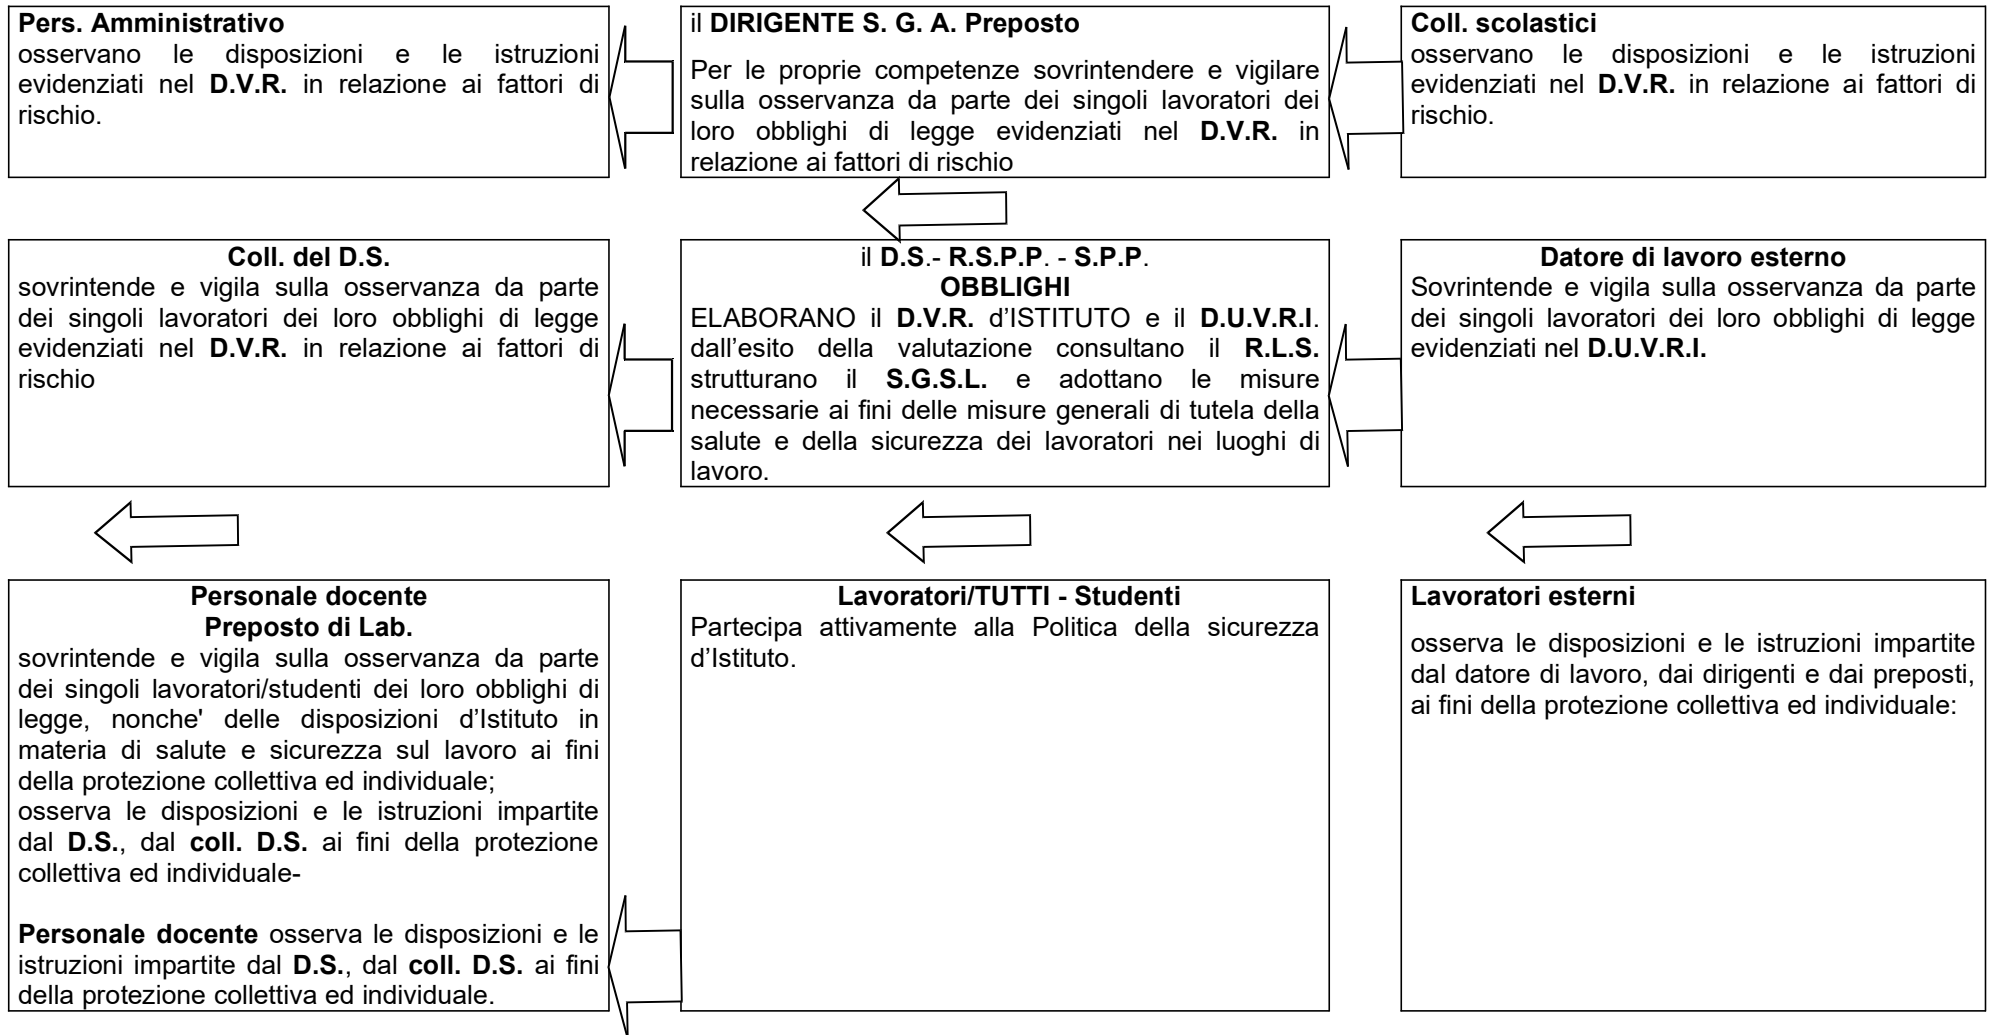 Pers. Amministrativo
osservano le disposizioni e le istruzioni
evidenziati nel D.V.R. in relazione ai fattori di
rischio.
il DIRIGENTE S. G. A. Preposto
Per le proprie competenze sovrintendere e vigilare
sulla osservanza da parte dei singoli lavoratori dei
loro obblighi di legge evidenziati nel D.V.R. in
relazione ai fattori di rischio
Coll. scolastici
osservano le disposizioni e le istruzioni
evidenziati nel D.V.R. in relazione ai fattori di
rischio.
Coll. del D.S.
sovrintende e vigila sulla osservanza da parte
dei singoli lavoratori dei loro obblighi di legge
evidenziati nel D.V.R. in relazione ai fattori di
rischio
il D.S.- R.S.P.P. - S.P.P.
OBBLIGHI
ELABORANO il D.V.R. d’ISTITUTO e il D.U.V.R.I.
dall’esito della valutazione consultano il R.L.S.
strutturano il S.G.S.L. e adottano le misure
necessarie ai fini delle misure generali di tutela della
salute e della sicurezza dei lavoratori nei luoghi di
lavoro.
Datore di lavoro esterno
Sovrintende e vigila sulla osservanza da parte
dei singoli lavoratori dei loro obblighi di legge
evidenziati nel D.U.V.R.I.
Personale docente
Preposto di Lab.
sovrintende e vigila sulla osservanza da parte
dei singoli lavoratori/studenti dei loro obblighi di
legge, nonche' delle disposizioni d’Istituto in
materia di salute e sicurezza sul lavoro ai fini
della protezione collettiva ed individuale;
osserva le disposizioni e le istruzioni impartite
dal D.S., dal coll. D.S. ai fini della protezione
collettiva ed individuale-
Personale docente osserva le disposizioni e le
istruzioni impartite dal D.S., dal coll. D.S. ai fini
della protezione collettiva ed individuale.
Lavoratori/TUTTI - Studenti
Partecipa attivamente alla Politica della sicurezza
d’Istituto.
Lavoratori esterni
osserva le disposizioni e le istruzioni impartite
dal datore di lavoro, dai dirigenti e dai preposti,
ai fini della protezione collettiva ed individuale: